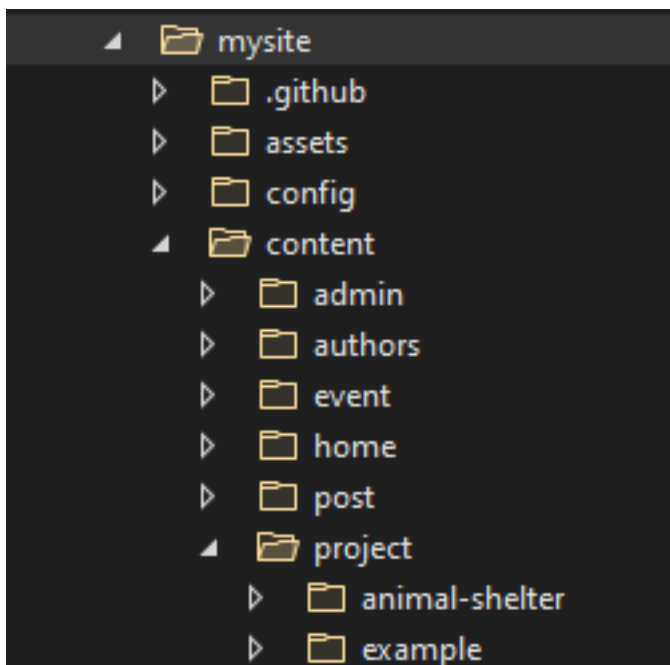 mysite
.github
assets
config
content
admin
authors
event
home
post
project
animal-shelter
example